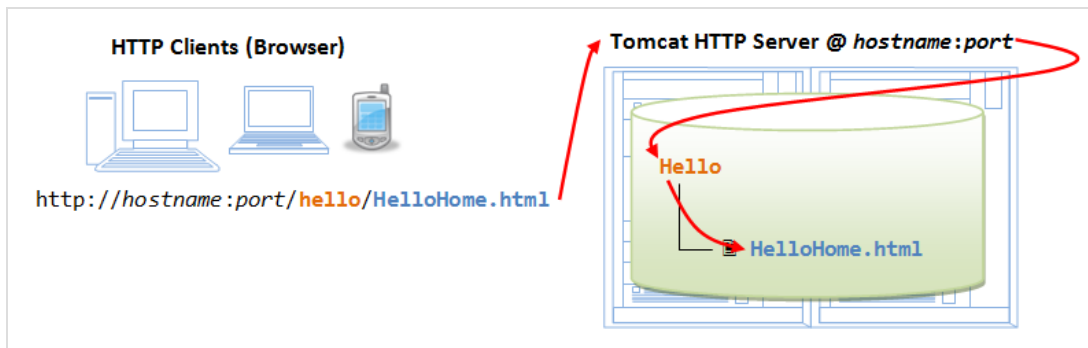 HTTP Clients (Browser)
http://hostname:port/hello/HelloHome.html
Tomcat HTTP Server @ hostname:port
Hello
HelloHome.html